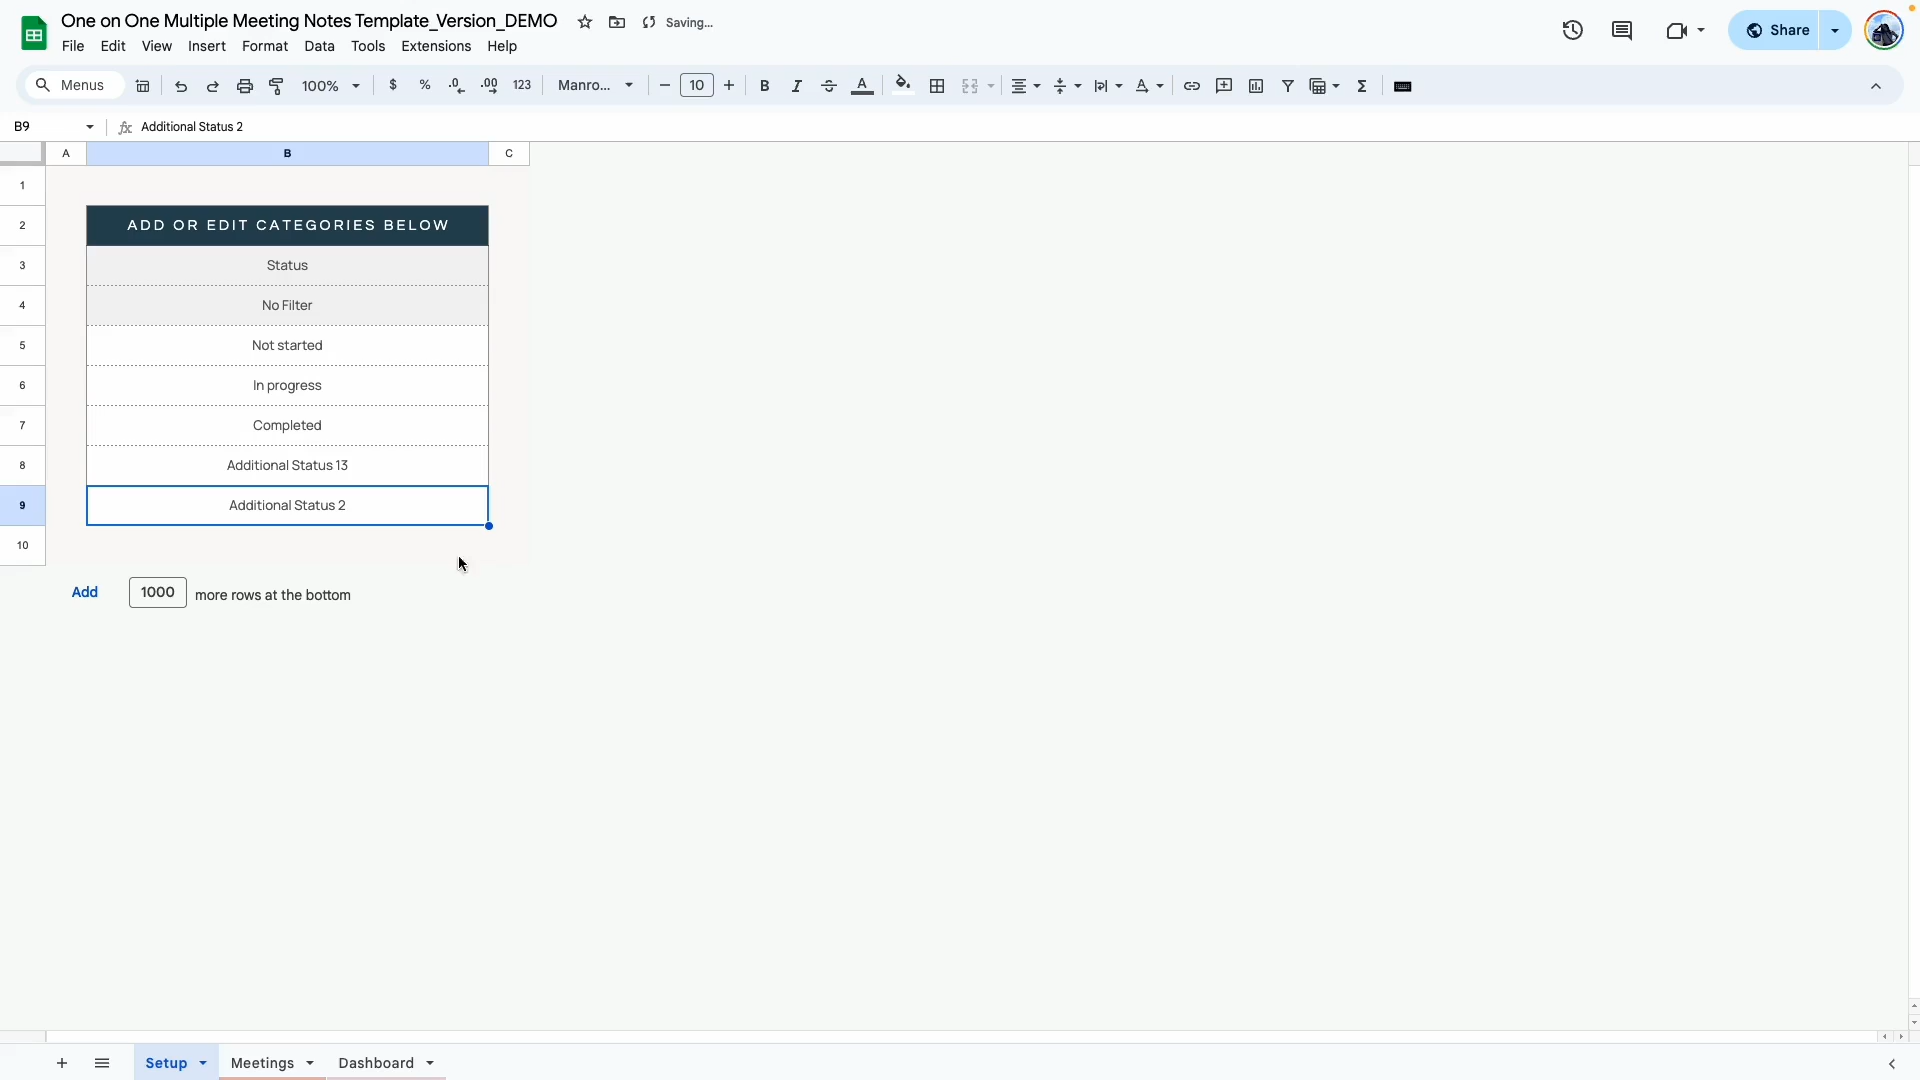 One on One Multiple Meeting Notes Template_Version_DEMO
Saving...
File Edit View Insert Format Data Tools Extensions Help
Share
Menus
100%
$ % .0 .00 123
Manro...
10
B I A
B9
fx Additional Status 2
A B C
1
2 ADD OR EDIT CATEGORIES BELOW
3 Status
4 No Filter
5 Not started
6 In progress
7 Completed
8 Additional Status 13
9 Additional Status 2
10
Add 1000 more rows at the bottom
Setup Meetings Dashboard